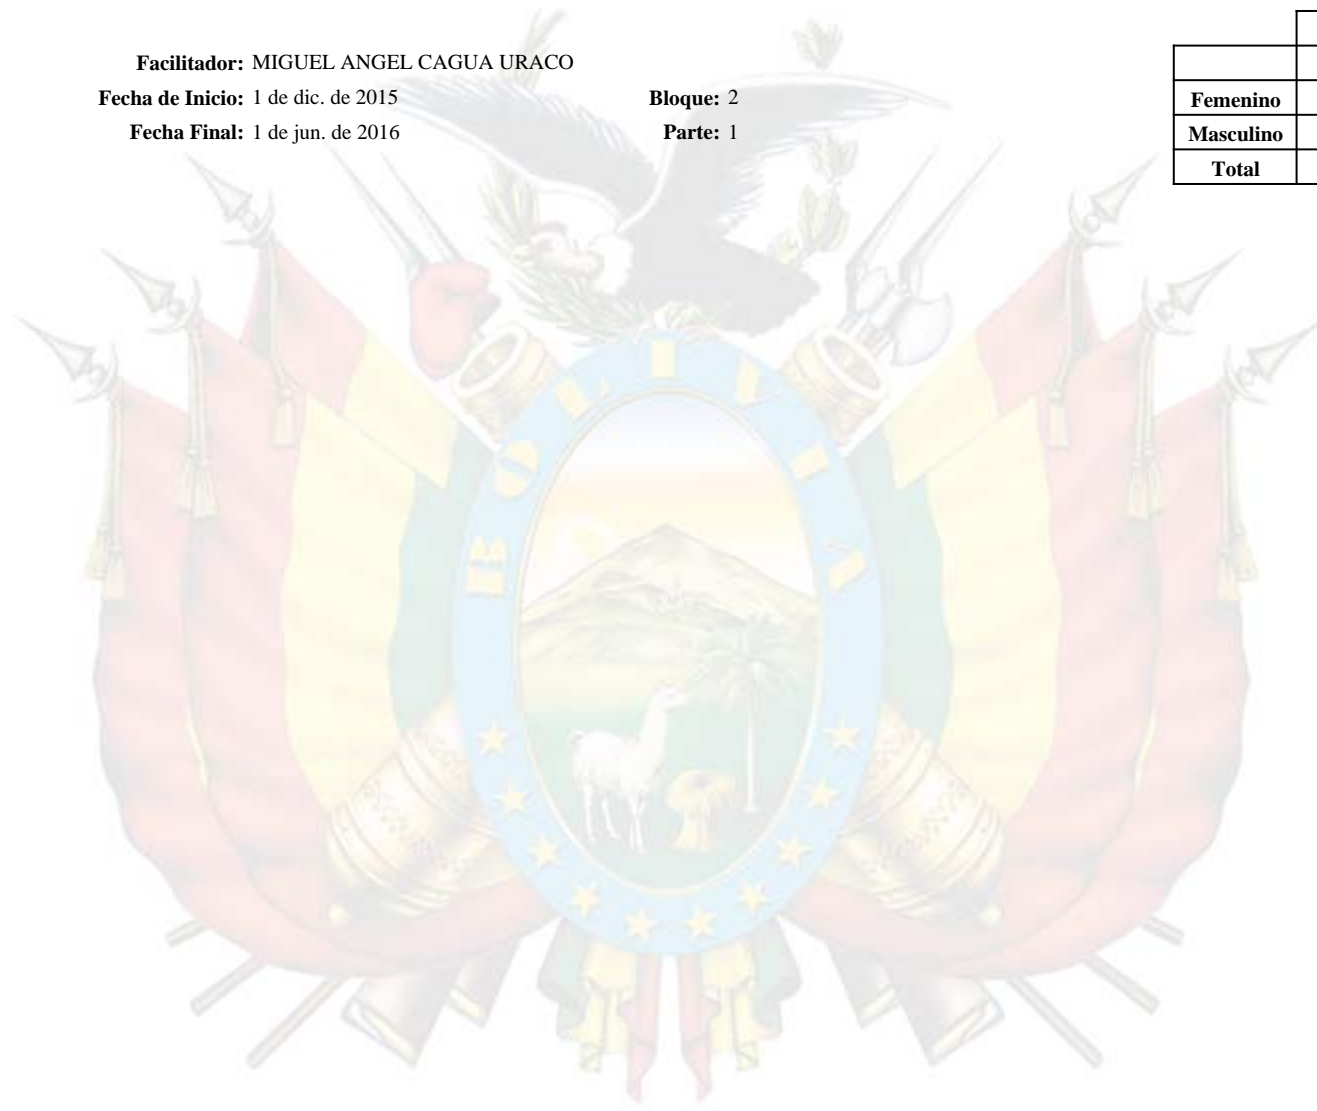 Facilitador: MIGUEL ANGEL CAGUA URACO
Fecha de Inicio: 1 de dic. de 2015 Bloque: 2
Fecha Final: 1 de jun. de 2016 Parte: 1
Femenino
Masculino
Total
BOLIVIA